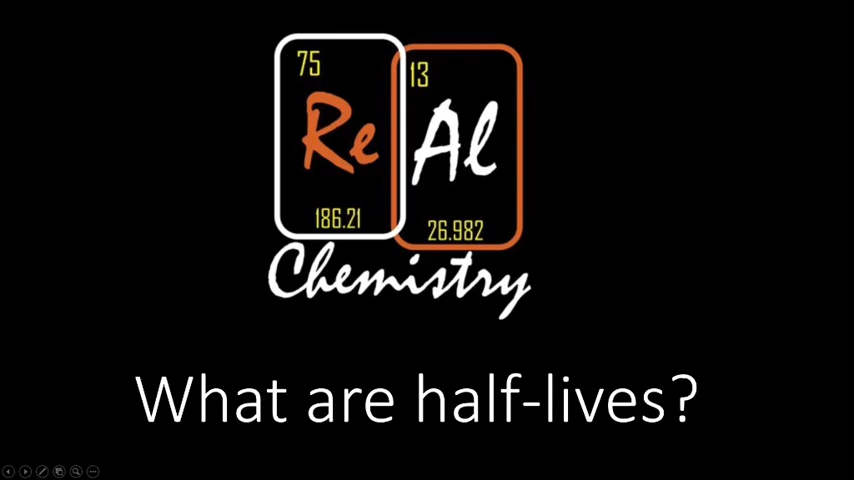 75
13
Re
Al
186.21
26.982
Chemistry
What are half-lives?